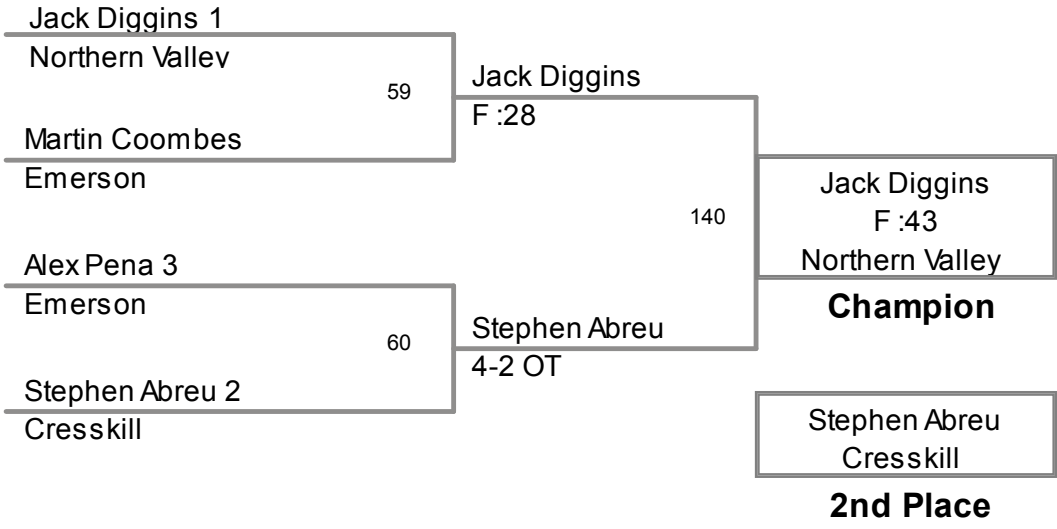 Jack Diggins 1
Northern Valley
59
Martin Coombes
Emerson
Jack Diggins
F :28
Alex Pena 3
Emerson
60
Stephen Abreu 2
Cresskill
Stephen Abreu
4-2 OT
140
Jack Diggins
F :43
Northern Valley
Champion
Stephen Abreu
Cresskill
2nd Place